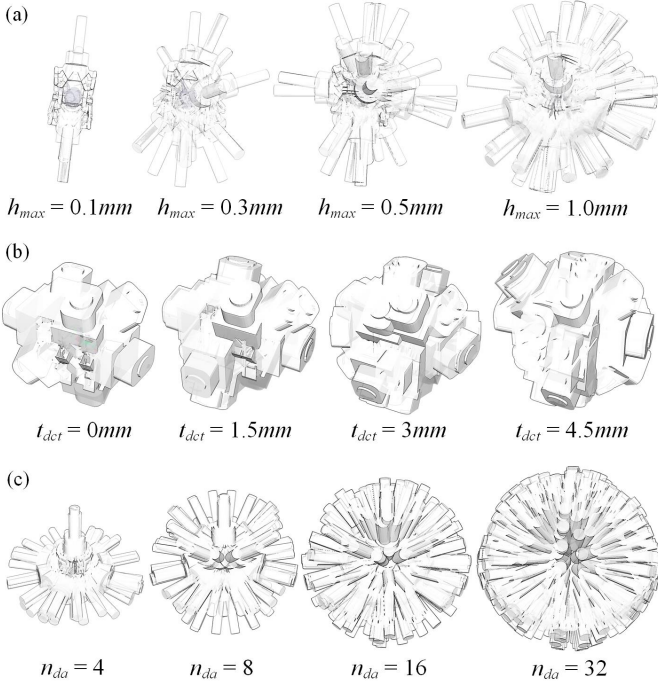 (a)
h_max = 0.1mm h_max = 0.3mm h_max = 0.5mm h_max = 1.0mm
(b)
t_dct = 0mm t_dct = 1.5mm t_dct = 3mm t_dct = 4.5mm
(c)
n_da = 4 n_da = 8 n_da = 16 n_da = 32